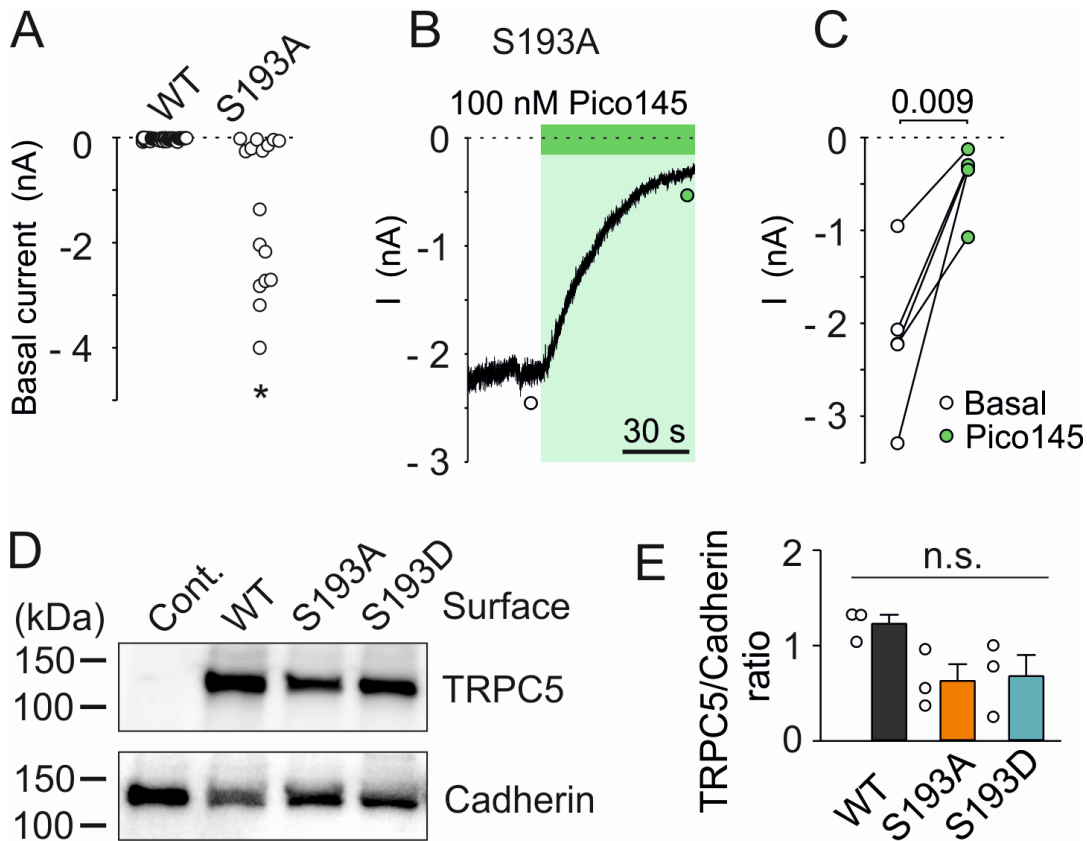 A
WT
S193A
Basal current (nA)
0
- 2
- 4
*
B
S193A
100 nM Pico145
I (nA)
0
-1
- 2
- 3
30 s
C
0.009
I (nA)
0
-1
- 2
- 3
Basal
Pico145
D
(kDa)
Cont.
WT
S193A
S193D
Surface
150
100
TRPC5
150
100
Cadherin
E
TRPC5/Cadherin
ratio
2
1
0
n.s.
WT
S193A
S193D